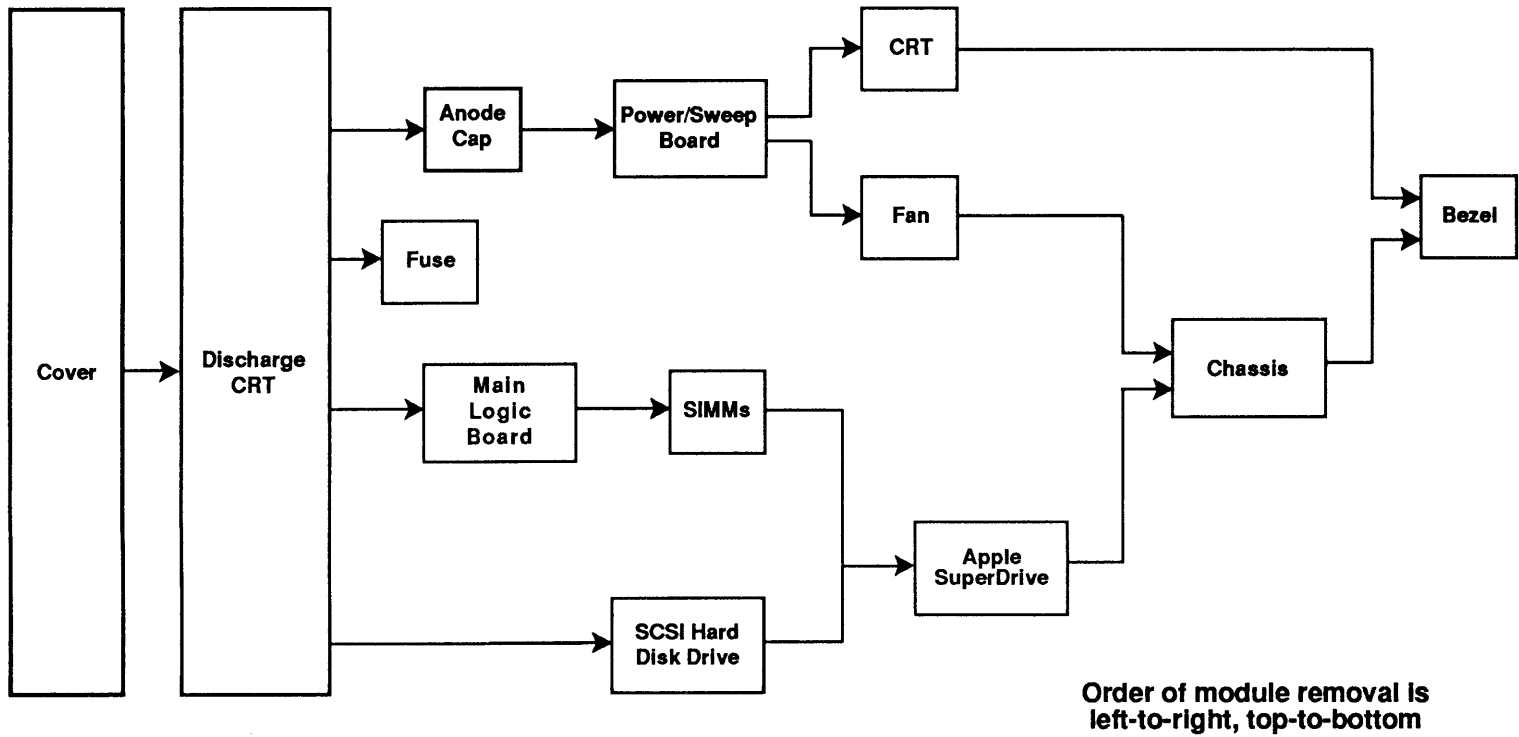 CRT
Anode
Cap
Power/Sweep
Board
Fan
Bezel
Fuse
Cover
Discharge
CRT
Main
Logic
Board
SIMMs
Chassis
Apple
SuperDrive
SCSI Hard
Disk Drive
Order of module removal is
left-to-right, top-to-bottom